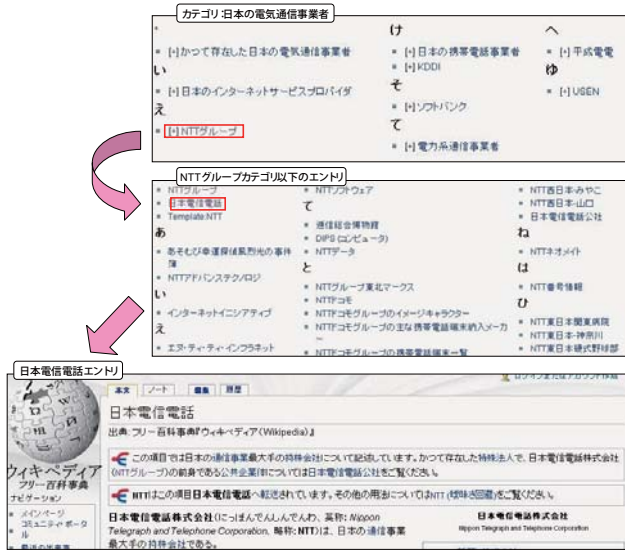 カテゴリ:日本の電気通信事業者
[+]かつて存在した日本の電気通信事業者
い
[+]日本のインターネットサービスプロバイダ
え
[+]NTTグループ
け
[+]日本の携帯電話事業者
[+]KDDI
そ
[+]ソフトバンク
て
[+]電力系通信事業者
へ
[+]平成電電
ゆ
[+]USEN
NTTグループカテゴリ以下のエントリ
NTTグループ
日本電信電話
Template:NTT
あ
あそむび幸運探偵風烈光の事件
簿
NTTアドバンステクノロジ
い
インターネットイニシアティブ
え
エヌ・ティ・ティ・インフラネット
NTTソフトウェア
て
逓信総合博物館
DIPS (コンピュータ)
NTTデータ
と
NTTグループ東北マークス
NTTドコモ
NTTドコモグループのイメージキャラクター
NTTドコモグループの主な携帯電話端末納入メーカ
ー
NTTドコモグループの携帯電話端末一覧
NTT西日本-みやこ
NTT西日本-山口
日本電信電話公社
ね
NTTネオメイト
は
NTT番号情報
ひ
NTT東日本関東病院
NTT東日本-神奈川
NTT東日本硬式野球部
日本電信電話エントリ
ログインまたはアカウント作成
本文 ノート 編集 履歴
日本電信電話
出典: フリー百科事典『ウィキペディア(Wikipedia)』
この項目では日本の通信事業最大手の持株会社について記述しています。かつて存在した特殊法人で、日本電信電話株式会社
(NTTグループ)の前身である公共企業体については日本電信電話公社をご覧ください。
NTTはこの項目日本電信電話へ転送されています。その他の用法についてはNTT (曖昧さ回避)をご覧ください。
日本電信電話株式会社(にっぽんでんしんでんわ、英称: Nippon
Telegraph and Telephone Corporation、略称: NTT)は、日本の通信事業
最大手の持株会社である。
日本電信電話株式会社
Nippon Telegraph and Telephone Corporation
ウィキペディア
フリー百科事典
ナビゲーション
メインページ
コミュニティ・ポータ
ル
最近の出来事